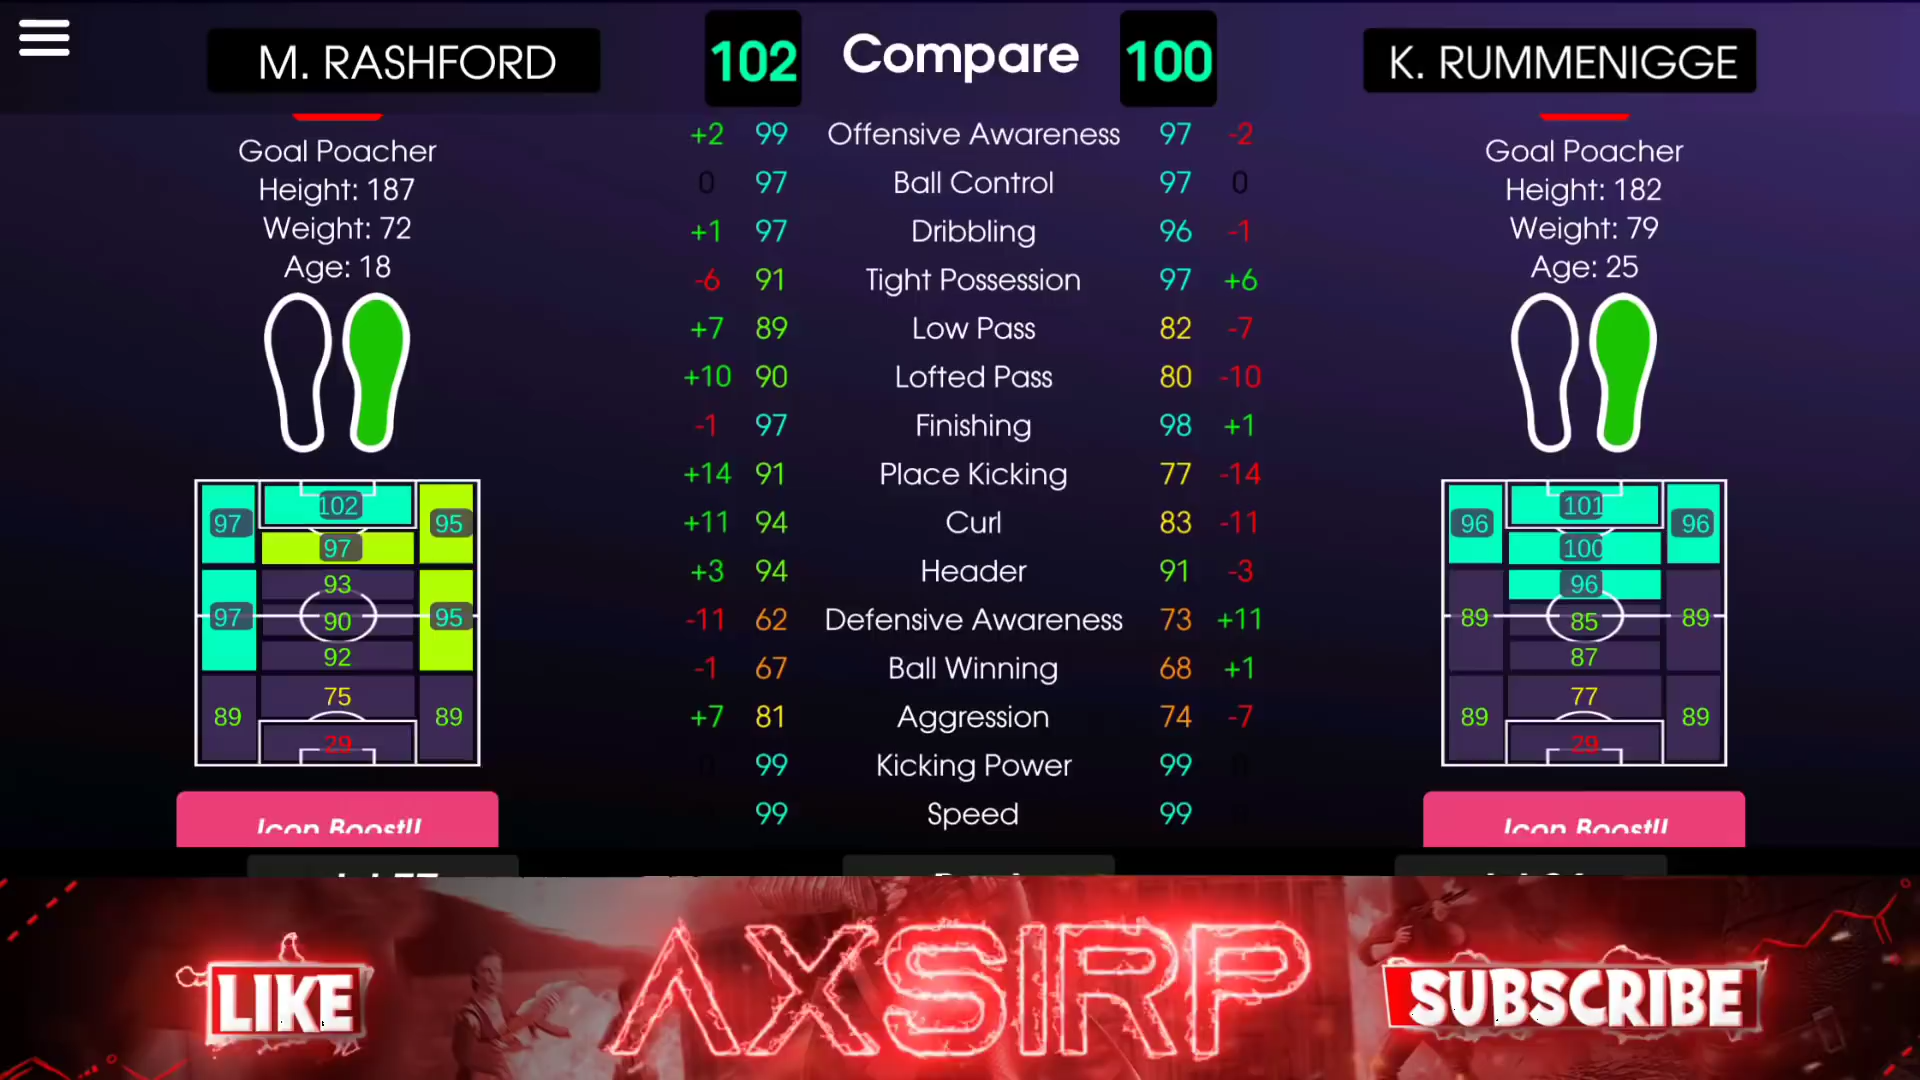 M. RASHFORD 102 Compare 100 K. RUMMENIGGE
Goal Poacher
Height: 187
Weight: 72
Age: 18
97 102 95
97
93
97 90 95
92
75
89 89
29
Icon Boost!!
+2 99 Offensive Awareness 97 -2
0 97 Ball Control 97 0
+1 97 Dribbling 96 -1
-6 91 Tight Possession 97 +6
+7 89 Low Pass 82 -7
+10 90 Lofted Pass 80 -10
-1 97 Finishing 98 +1
+14 91 Place Kicking 77 -14
+11 94 Curl 83 -11
+3 94 Header 91 -3
-11 62 Defensive Awareness 73 +11
-1 67 Ball Winning 68 +1
+7 81 Aggression 74 -7
0 99 Kicking Power 99 0
99 Speed 99
Goal Poacher
Height: 182
Weight: 79
Age: 25
96 101 96
100
96
89 85 89
87
77
89 89
29
Icon Boost!!
LIKE AXSIRP SUBSCRIBE